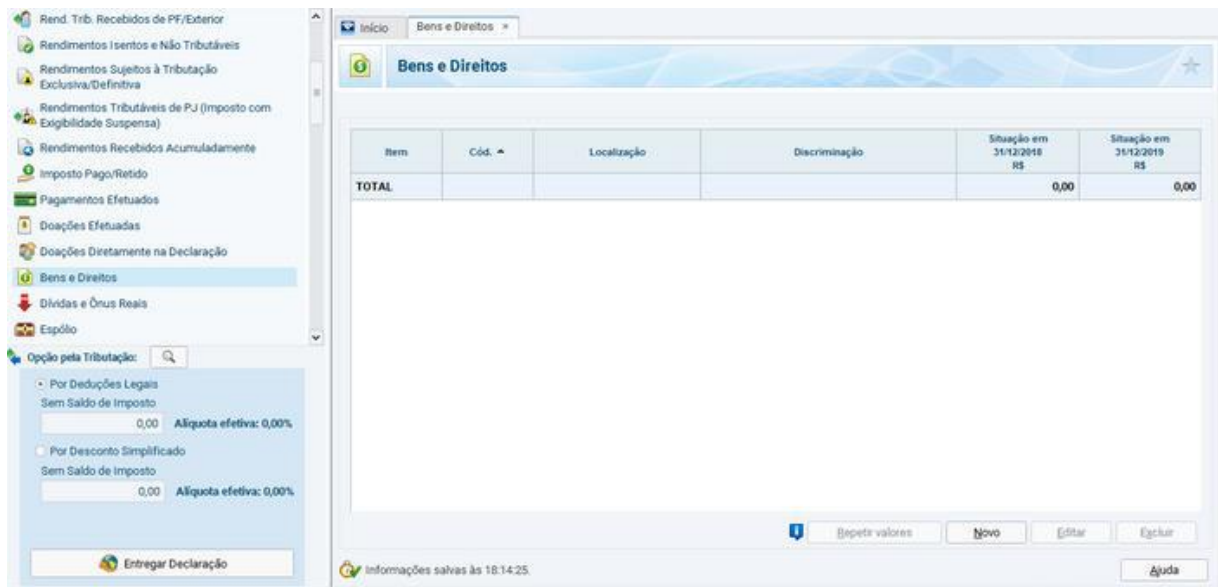 Rend. Trib. Recebidos de PF/Exterior
Rendimentos Isentos e Não Tributáveis
Rendimentos Sujeitos à Tributação
Exclusiva/Definitiva
Rendimentos Tributáveis de PJ (Imposto com
Exigibilidade Suspensa)
Rendimentos Recebidos Acumuladamente
Imposto Pago/Retido
Pagamentos Efetuados
Doações Efetuadas
Doações Diretamente na Declaração
Bens e Direitos
Dívidas e Ônus Reais
Espólio
Opção pela Tributação:
Por Deduções Legais
Sem Saldo de Imposto
0,00 Alíquota efetiva: 0,00%
Por Desconto Simplificado
Sem Saldo de Imposto
0,00 Alíquota efetiva: 0,00%
Entregar Declaração
Início Bens e Direitos
Bens e Direitos
Item Cód. Localização Discriminação Situação em 31/12/2018 R$ Situação em 31/12/2019 R$
TOTAL 0,00 0,00
Repetir valores Novo Editar Excluir
Informações salvas às 18:14:25. Ajuda